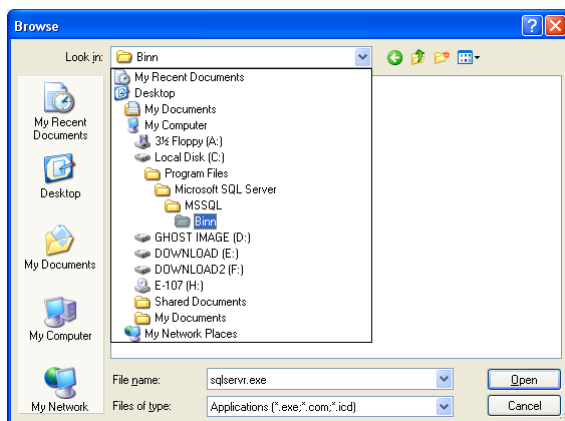 Browse
Look in: Binn
My Recent Documents
Desktop
My Documents
My Computer
3½ Floppy (A:)
Local Disk (C:)
Program Files
Microsoft SQL Server
MSSQL
Binn
GHOST IMAGE (D:)
DOWNLOAD (E:)
DOWNLOAD2 (F:)
E-107 (H:)
Shared Documents
My Documents
My Network Places
My Recent
Documents
Desktop
My Documents
My Computer
My Network
File name: sqlservr.exe Open
Files of type: Applications (*.exe;*.com;*.icd) Cancel